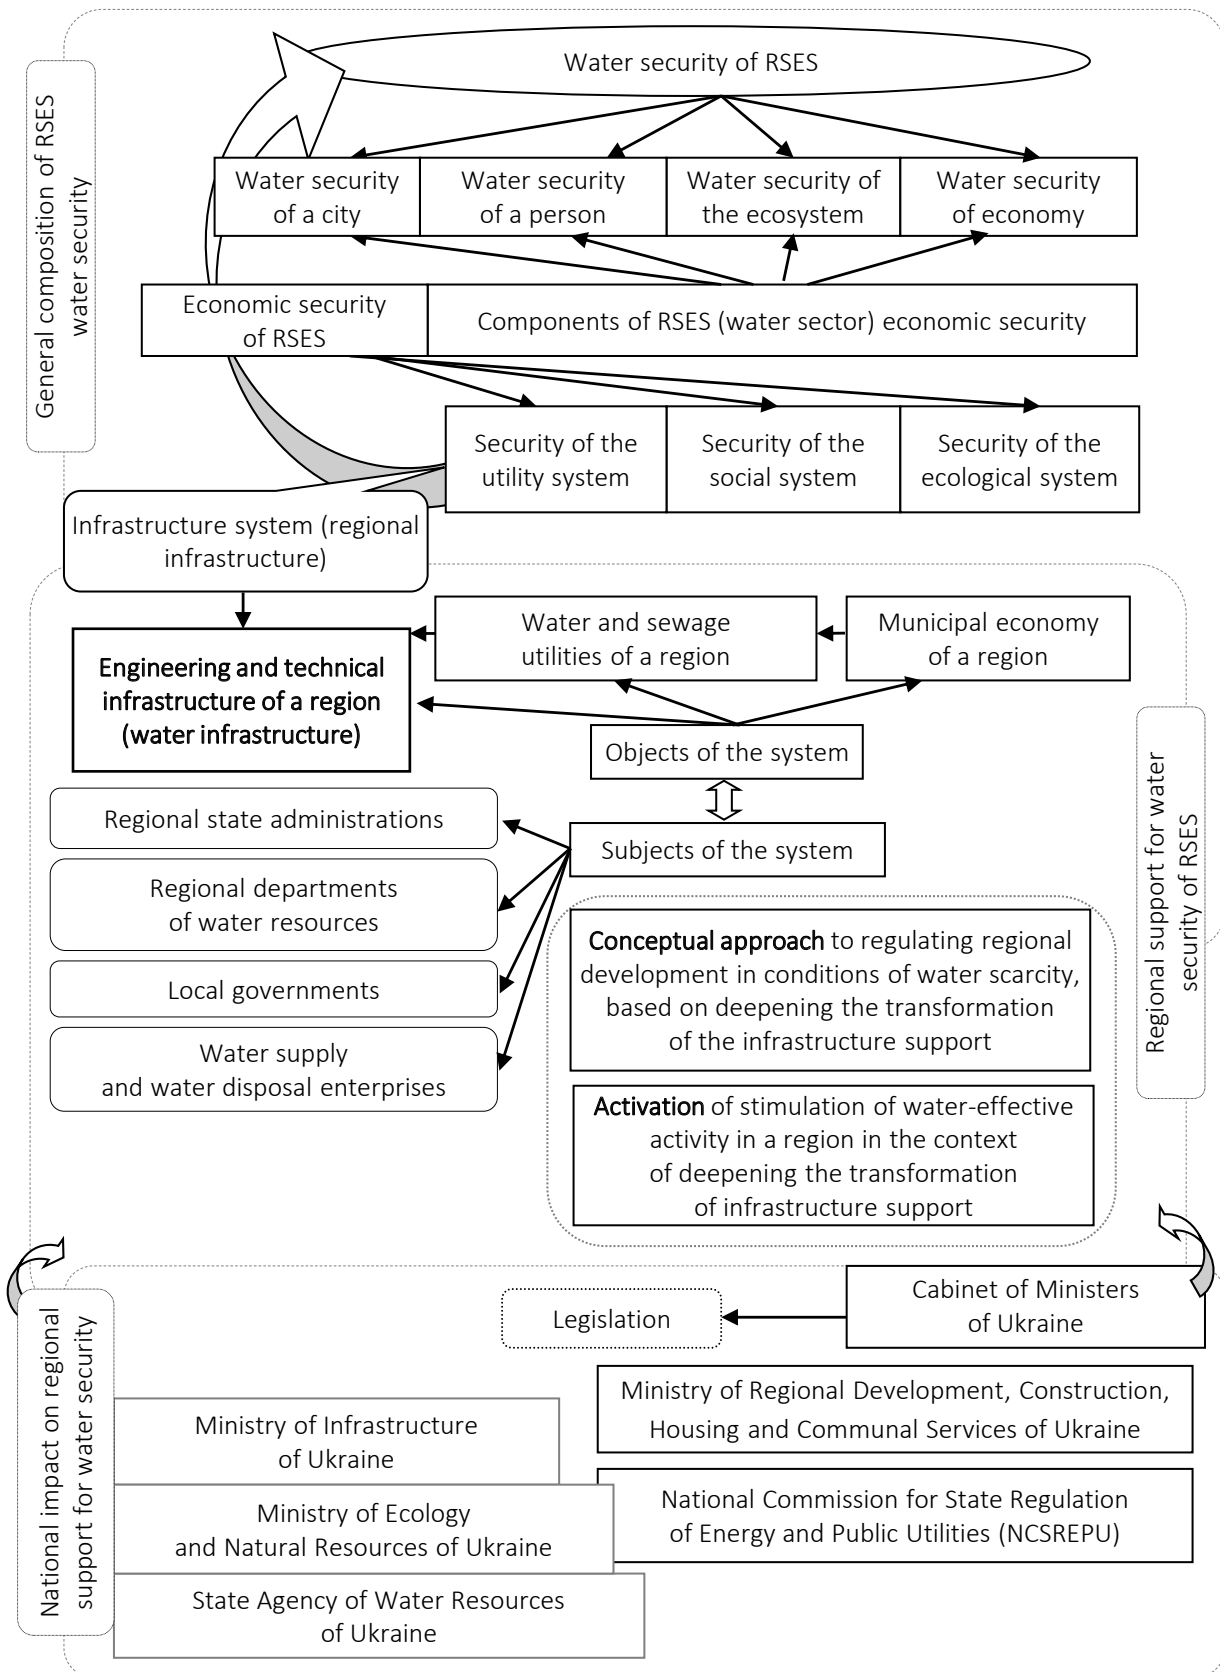 General composition of RSES
water security
Water security of RSES
Water security
of a city
Water security
of a person
Water security of
the ecosystem
Water security
of economy
Economic security
of RSES
Components of RSES (water sector) economic security
Security of the
utility system
Security of the
social system
Security of the
ecological system
Infrastructure system (regional
infrastructure)
Regional support for water
security of RSES
Engineering and technical
infrastructure of a region
(water infrastructure)
Water and sewage
utilities of a region
Municipal economy
of a region
Objects of the system
Subjects of the system
Regional state administrations
Regional departments
of water resources
Local governments
Water supply
and water disposal enterprises
Conceptual approach to regulating regional
development in conditions of water scarcity,
based on deepening the transformation
of the infrastructure support
Activation of stimulation of water-effective
activity in a region in the context
of deepening the transformation
of infrastructure support
National impact on regional
support for water security
Legislation
Cabinet of Ministers
of Ukraine
Ministry of Regional Development, Construction,
Housing and Communal Services of Ukraine
Ministry of Infrastructure
of Ukraine
National Commission for State Regulation
of Energy and Public Utilities (NCSREPU)
Ministry of Ecology
and Natural Resources of Ukraine
State Agency of Water Resources
of Ukraine